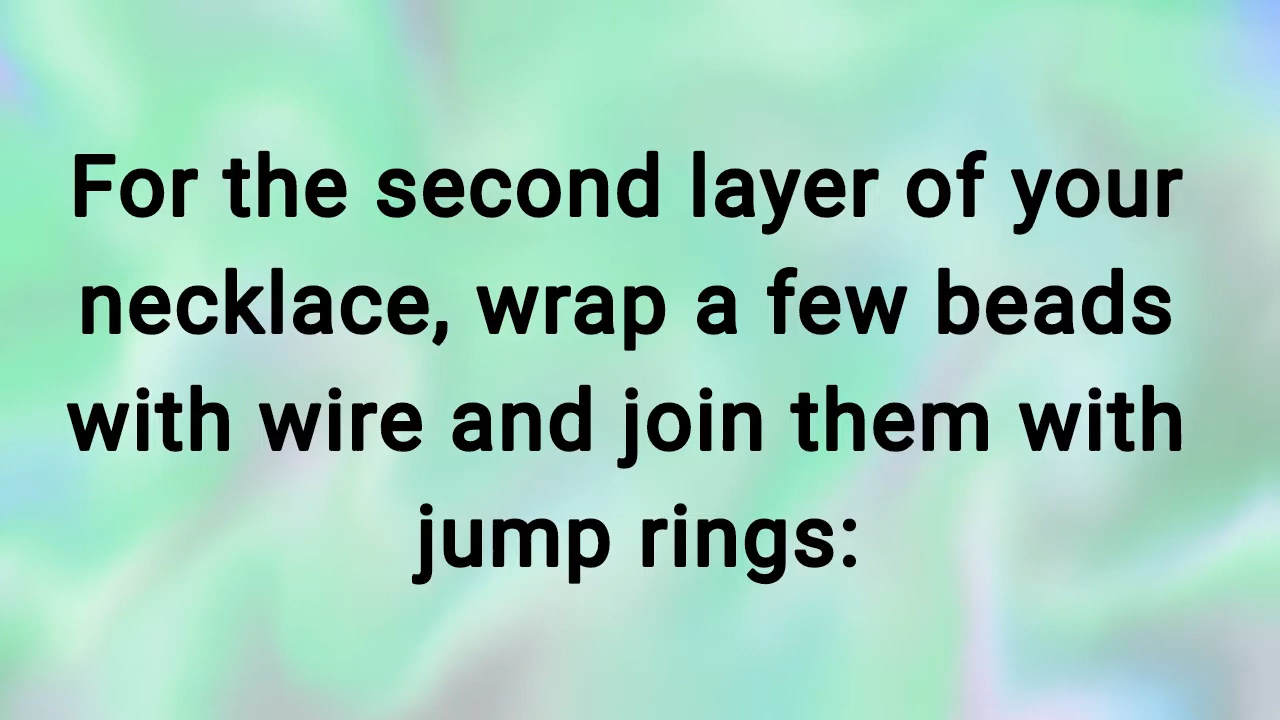 For the second layer of your
necklace, wrap a few beads
with wire and join them with
jump rings: